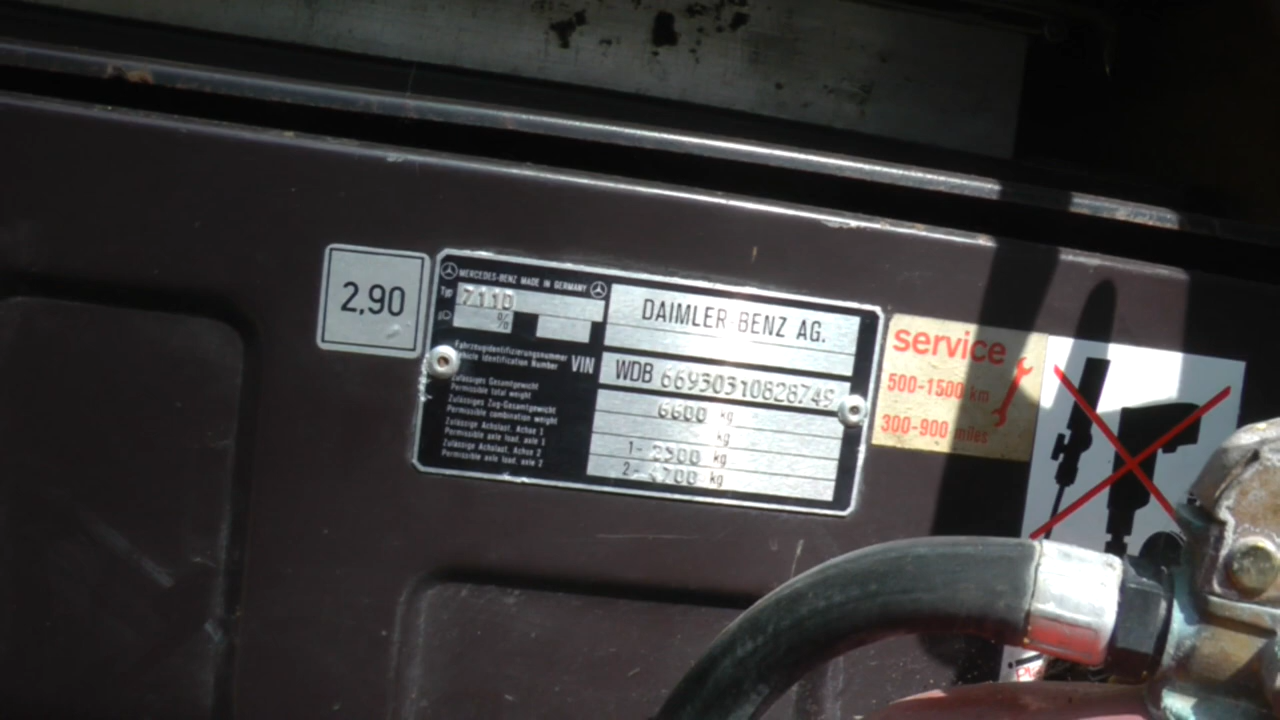 2,90
MERCEDES-BENZ MADE IN GERMANY
Typ 711D
%
DAIMLER-BENZ AG.
Fahrzeugidentifizierungsnummer
Vehicle Identification Number
VIN
WDB 66930310828749
Zulässiges Gesamtgewicht
Permissible total weight
6600 kg
Zulässiges Zug-Gesamtgewicht
Permissible combination weight
kg
Zulässige Achslast, Achse 1
Permissible axle load, axle 1
1- kg
Zulässige Achslast, Achse 2
Permissible axle load, axle 2
2- kg
service
500-1500 km
300-900 miles